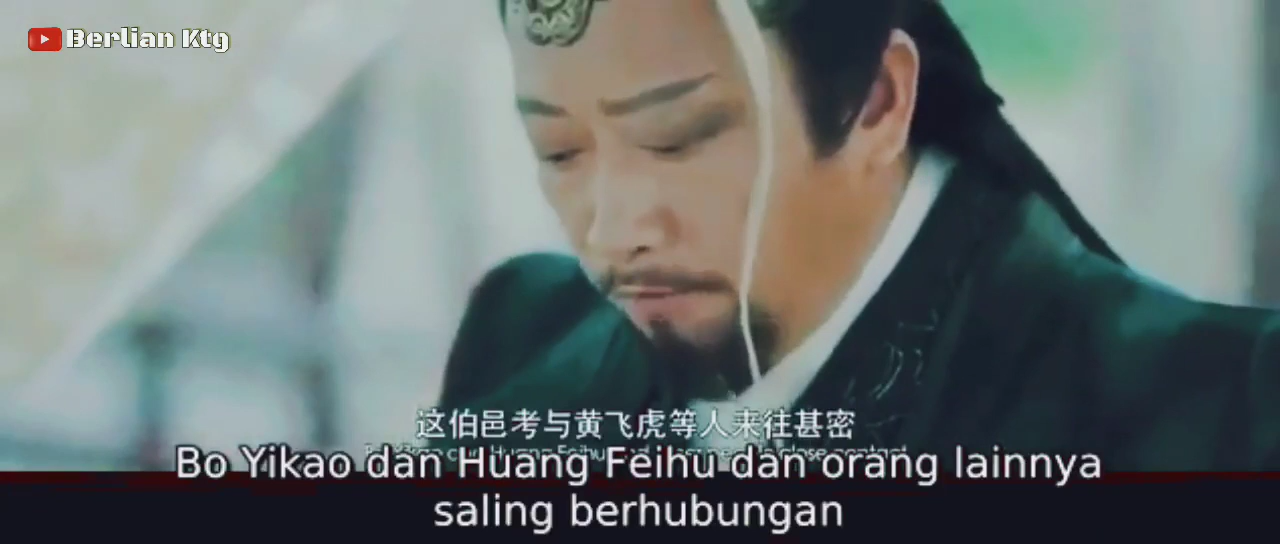 Berlian Ktg
这伯邑考与黄飞虎等人来往甚密
Bo Yikao dan Huang Feihu dan orang lainnya
saling berhubungan